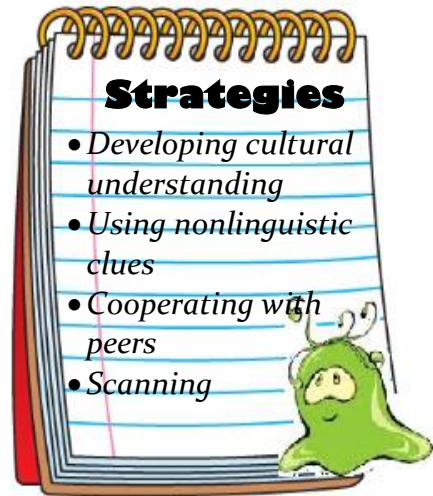 Strategies
• Developing cultural
understanding
• Using nonlinguistic
clues
• Cooperating with
peers
• Scanning